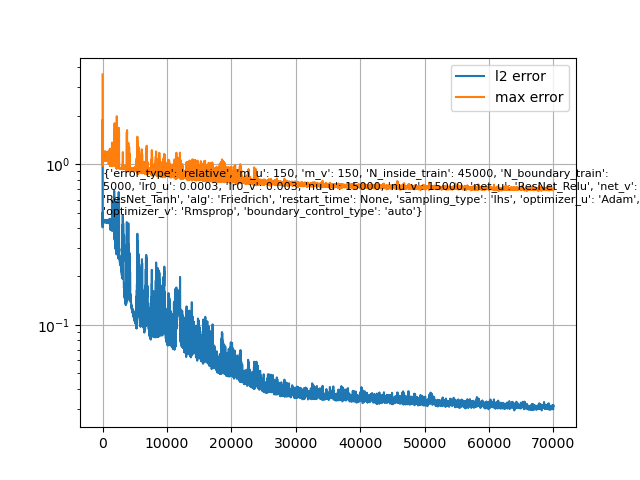 l2 error
max error
10⁰
{'error_type': 'relative', 'm_u': 150, 'm_v': 150, 'N_inside_train': 45000, 'N_boundary_train':
5000, 'lr0_u': 0.0003, 'lr0_v': 0.003, 'nu_u': 15000, 'nu_v': 15000, 'net_u': 'ResNet_Relu', 'net_v':
'ResNet_Tanh', 'alg': 'Friedrich', 'restart_time': None, 'sampling_type': 'lhs', 'optimizer_u': 'Adam',
'optimizer_v': 'Rmsprop', 'boundary_control_type': 'auto'}
10⁻¹
0 10000 20000 30000 40000 50000 60000 70000